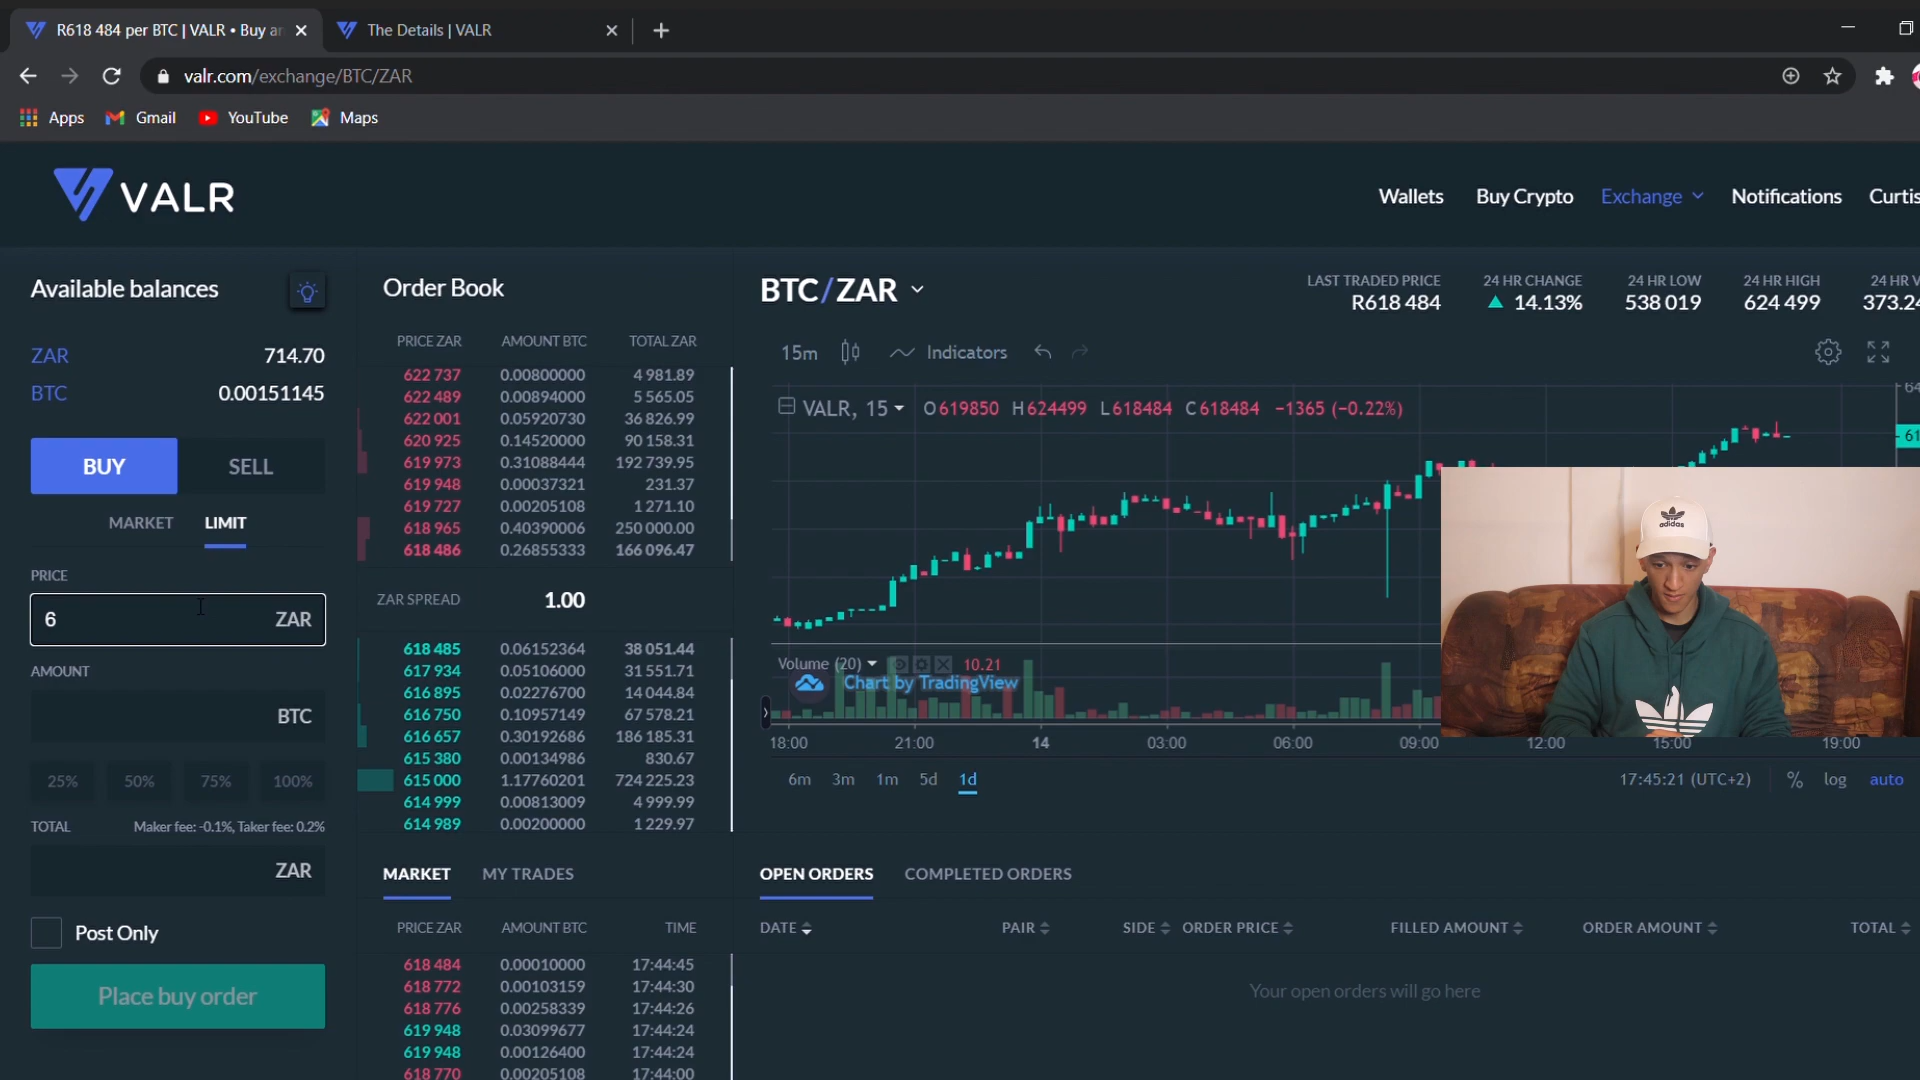 R618 484 per BTC | VALR • Buy an
The Details | VALR
valr.com/exchange/BTC/ZAR
Apps Gmail YouTube Maps
VALR
Wallets Buy Crypto Exchange Notifications Curtis
Available balances
ZAR 714.70
BTC 0.00151145
BUY SELL
MARKET LIMIT
PRICE
6 ZAR
AMOUNT
BTC
25% 50% 75% 100%
TOTAL Maker fee: -0.1%, Taker fee: 0.2%
ZAR
Post Only
Place buy order
Order Book
PRICE ZAR AMOUNT BTC TOTAL ZAR
622 737 0.00800000 4 981.89
622 489 0.00894000 5 565.05
622 001 0.05920730 36 826.99
620 925 0.14520000 90 158.31
619 973 0.31088444 192 739.95
619 948 0.00037321 231.37
619 727 0.00205108 1 271.10
618 965 0.40390006 250 000.00
618 486 0.26855333 166 096.47
ZAR SPREAD 1.00
618 485 0.06152364 38 051.44
617 934 0.05106000 31 551.71
616 895 0.02276700 14 044.84
616 750 0.10957149 67 578.21
616 657 0.30192686 186 185.31
615 380 0.00134986 830.67
615 000 1.17760201 724 225.23
614 999 0.00813009 4 999.99
614 989 0.00200000 1 229.97
MARKET MY TRADES
PRICE ZAR AMOUNT BTC TIME
618 484 0.00010000 17:44:45
618 772 0.00103159 17:44:30
618 776 0.00258339 17:44:26
619 948 0.03099677 17:44:24
619 948 0.00126400 17:44:24
618 770 0.00205108 17:44:00
BTC/ZAR
LAST TRADED PRICE 24 HR CHANGE 24 HR LOW 24 HR HIGH 24 HR V
R618 484 14.13% 538 019 624 499 373.24
15m Indicators
VALR, 15 O619850 H624499 L618484 C618484 −1365 (−0.22%)
64
61
Volume (20) 10.21
Chart by TradingView
adidas
18:00 21:00 14 03:00 06:00 09:00 12:00 15:00 19:00
6m 3m 1m 5d 1d 17:45:21 (UTC+2) % log auto
OPEN ORDERS COMPLETED ORDERS
DATE PAIR SIDE ORDER PRICE FILLED AMOUNT ORDER AMOUNT TOTAL
Your open orders will go here